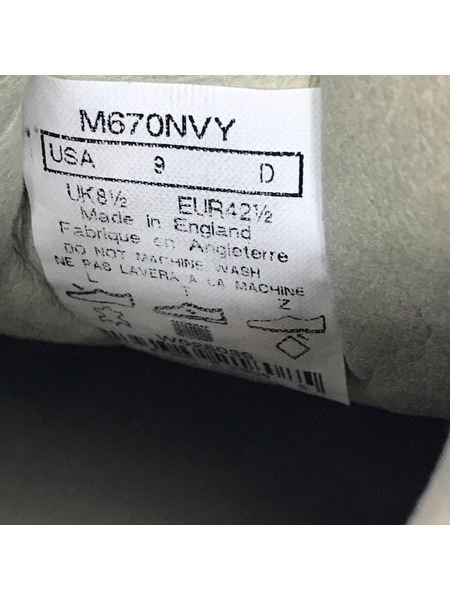 M670NVY
USA 9 D
UK8½ EUR42½
Made in England
Fabrique en Angleterre
DO NOT MACHINE WASH
NE PAS LAVERA A LA MACHINE
L T Z